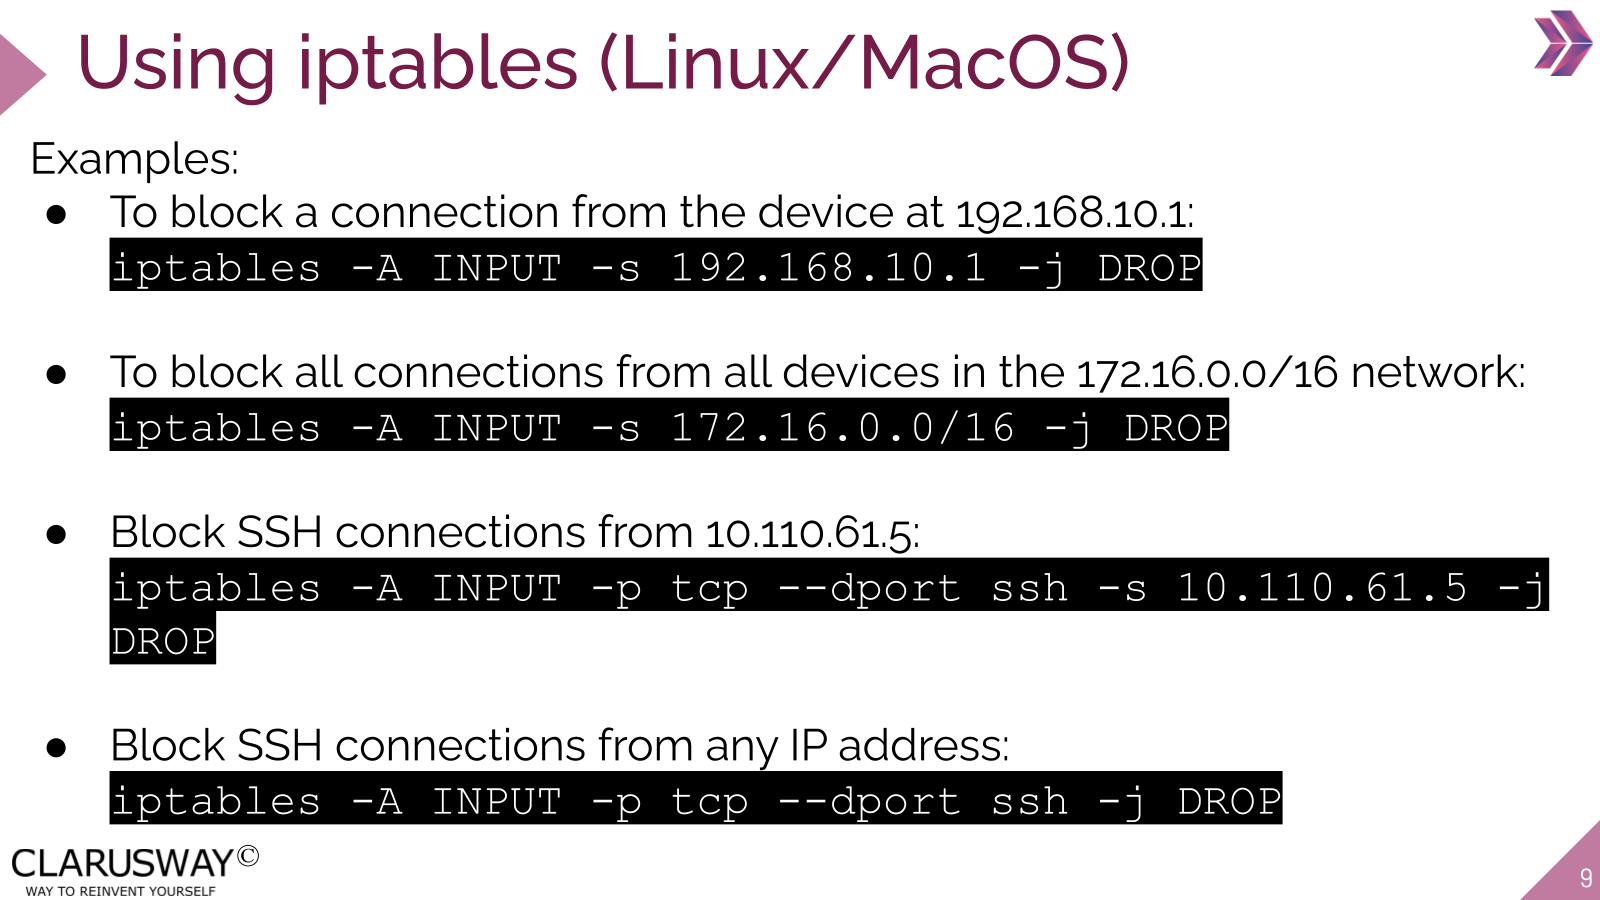 Using iptables (Linux/MacOS)
Examples:
● To block a connection from the device at 192.168.10.1:
iptables -A INPUT -s 192.168.10.1 -j DROP
● To block all connections from all devices in the 172.16.0.0/16 network:
iptables -A INPUT -s 172.16.0.0/16 -j DROP
● Block SSH connections from 10.110.61.5:
iptables -A INPUT -p tcp --dport ssh -s 10.110.61.5 -j
DROP
● Block SSH connections from any IP address:
iptables -A INPUT -p tcp --dport ssh -j DROP
CLARUSWAY©
WAY TO REINVENT YOURSELF
9